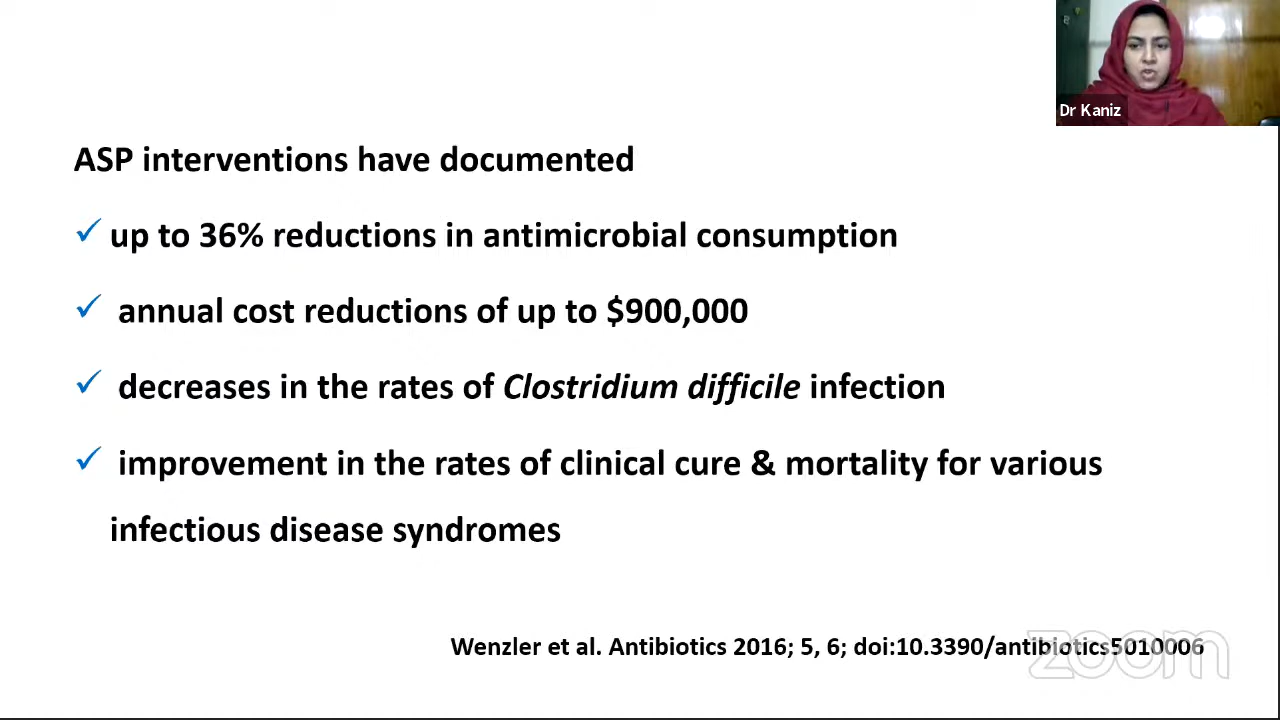 Dr Kaniz
ASP interventions have documented
✓ up to 36% reductions in antimicrobial consumption
✓ annual cost reductions of up to $900,000
✓ decreases in the rates of Clostridium difficile infection
✓ improvement in the rates of clinical cure & mortality for various
infectious disease syndromes
Wenzler et al. Antibiotics 2016; 5, 6; doi:10.3390/antibiotics5010006
zoom